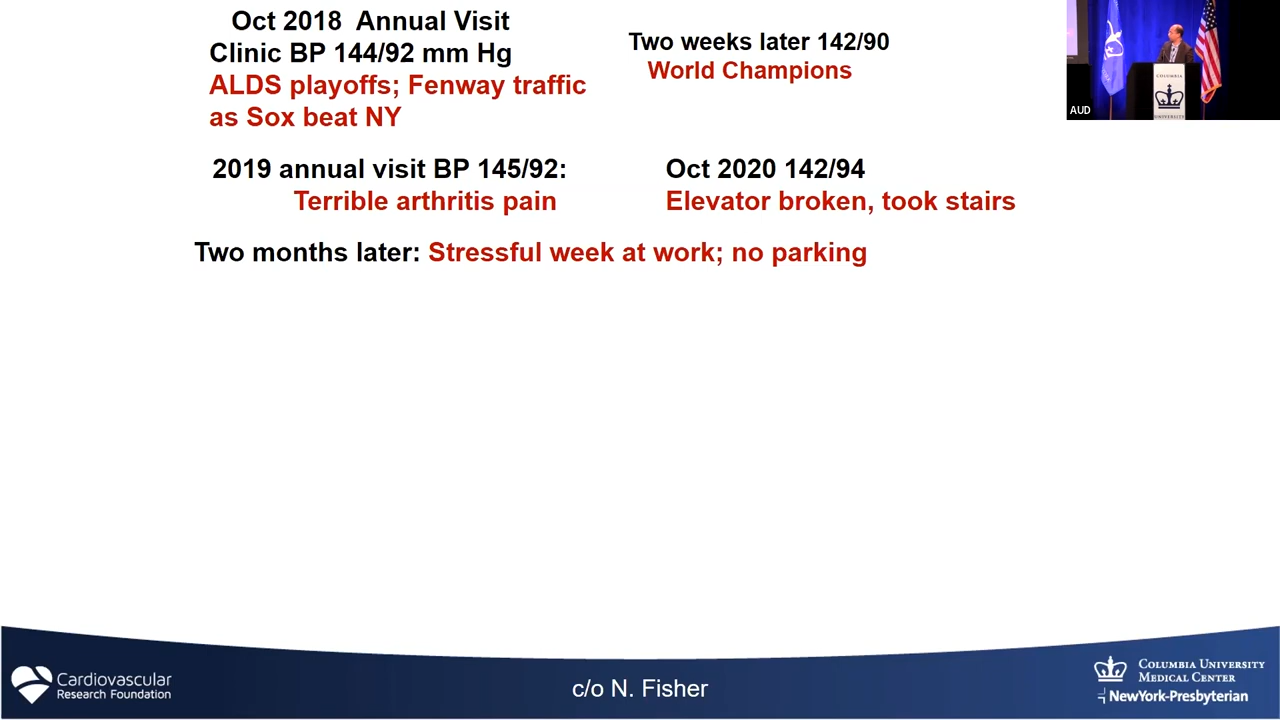 Oct 2018 Annual Visit
Clinic BP 144/92 mm Hg
ALDS playoffs; Fenway traffic
as Sox beat NY
Two weeks later 142/90
World Champions
AUD
COLUMBIA
UNIVERSITY
2019 annual visit BP 145/92:
Terrible arthritis pain
Oct 2020 142/94
Elevator broken, took stairs
Two months later: Stressful week at work; no parking
Cardiovascular
Research Foundation
c/o N. Fisher
COLUMBIA UNIVERSITY
MEDICAL CENTER
NewYork-Presbyterian